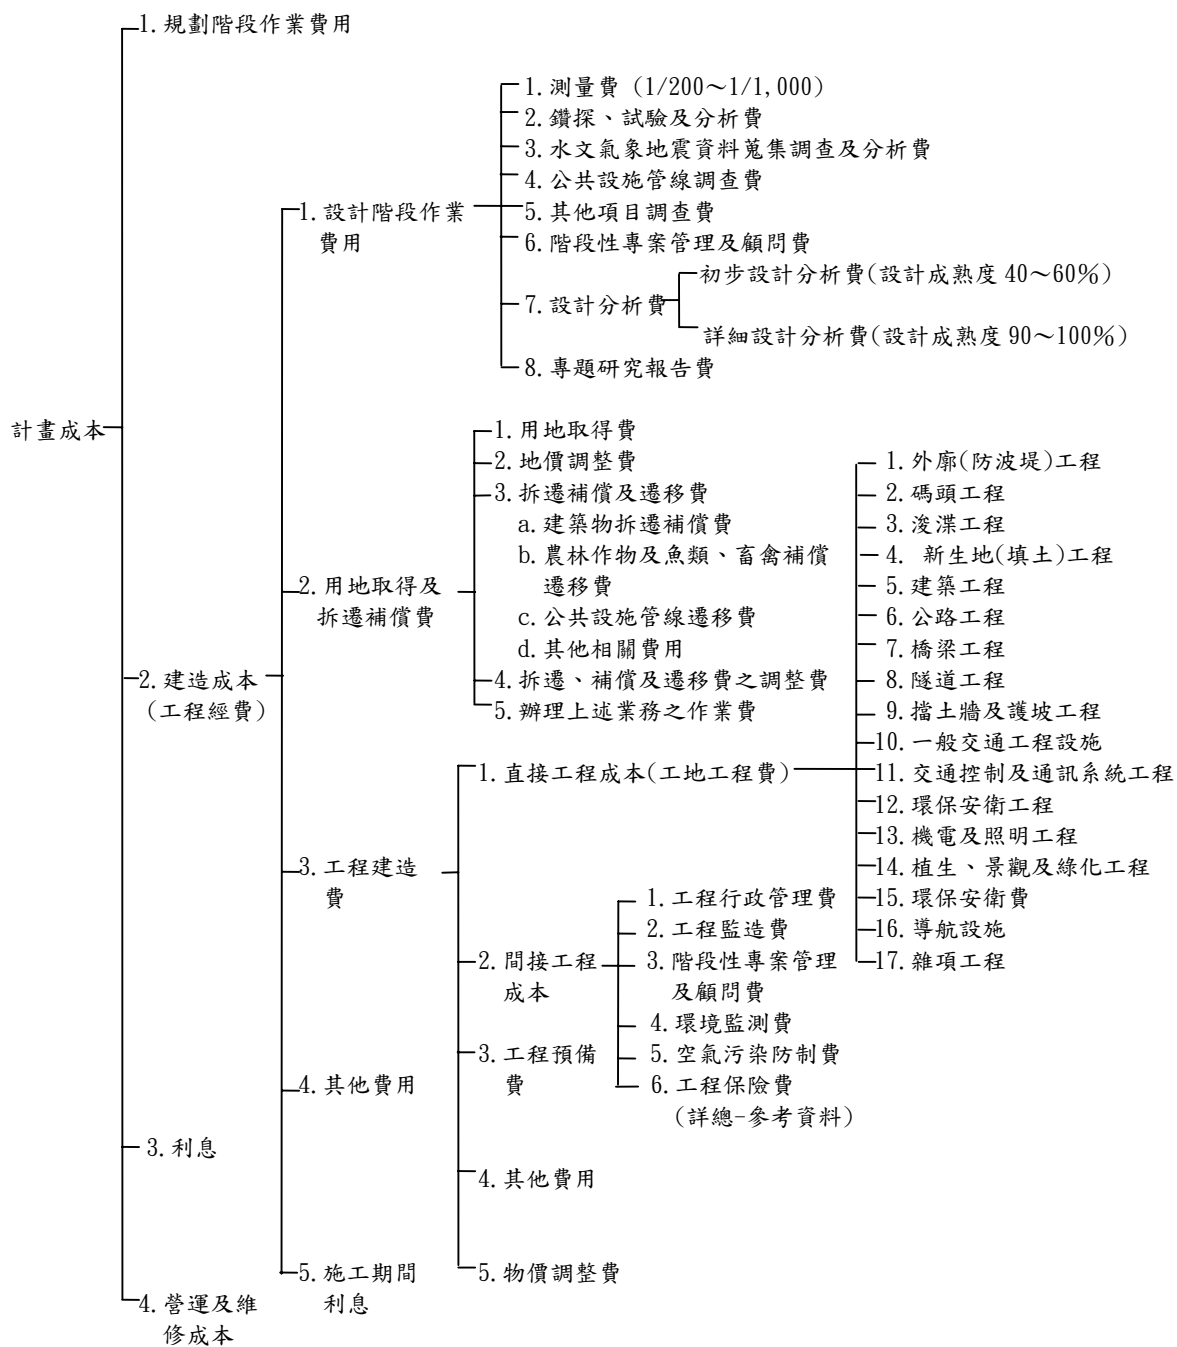 1.規劃階段作業費用
1.測量費 (1/200～1/1,000)
2.鑽探、試驗及分析費
3.水文氣象地震資料蒐集調查及分析費
4.公共設施管線調查費
1.設計階段作業
費用
5.其他項目調查費
6.階段性專案管理及顧問費
初步設計分析費(設計成熟度 40～60%)
7.設計分析費
詳細設計分析費(設計成熟度 90～100%)
8.專題研究報告費
計畫成本
1.用地取得費
2.地價調整費
3.拆遷補償及遷移費
a.建築物拆遷補償費
b.農林作物及魚類、畜禽補償
遷移費
2.用地取得及
拆遷補償費
c.公共設施管線遷移費
d.其他相關費用
4.拆遷、補償及遷移費之調整費
5.辦理上述業務之作業費
2.建造成本
(工程經費)
1.直接工程成本(工地工程費)
1.外廓(防波堤)工程
2.碼頭工程
3.浚渫工程
4. 新生地(填土)工程
5.建築工程
6.公路工程
7.橋梁工程
8.隧道工程
9.擋土牆及護坡工程
10.一般交通工程設施
11.交通控制及通訊系統工程
12.環保安衛工程
13.機電及照明工程
14.植生、景觀及綠化工程
15.環保安衛費
16.導航設施
17.雜項工程
3.工程建造
費
2.間接工程
成本
1.工程行政管理費
2.工程監造費
3.階段性專案管理
及顧問費
4.環境監測費
5.空氣污染防制費
6.工程保險費
(詳總-參考資料)
3.工程預備
費
4.其他費用
3.利息
4.其他費用
5.施工期間
利息
5.物價調整費
4.營運及維
修成本